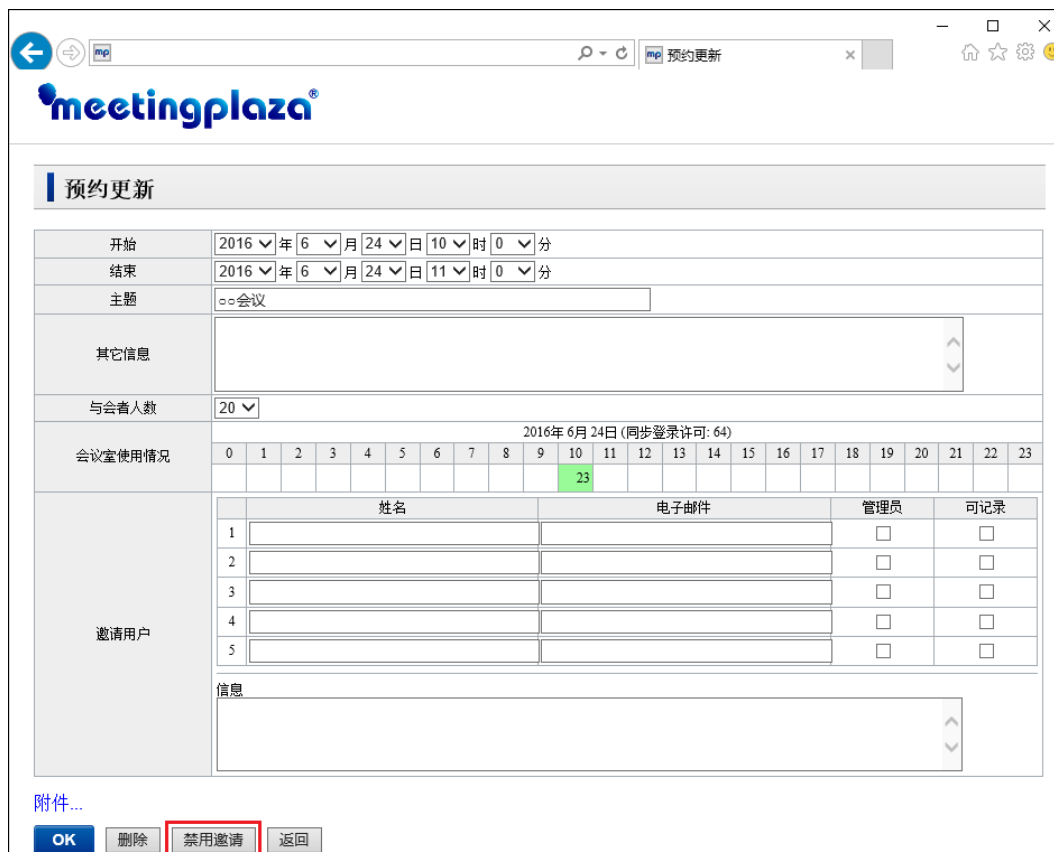 mp
mp 预约更新
meetingplaza®
预约更新
开始 2016 年 6 月 24 日 10 时 0 分
结束 2016 年 6 月 24 日 11 时 0 分
主题 ○○会议
其它信息
与会者人数 20
会议室使用情况 2016年 6月 24日 (同步登录许可: 64)
0 1 2 3 4 5 6 7 8 9 10 11 12 13 14 15 16 17 18 19 20 21 22 23
23
邀请用户 姓名 电子邮件 管理员 可记录
1
2
3
4
5
信息
附件...
OK 删除 禁用邀请 返回